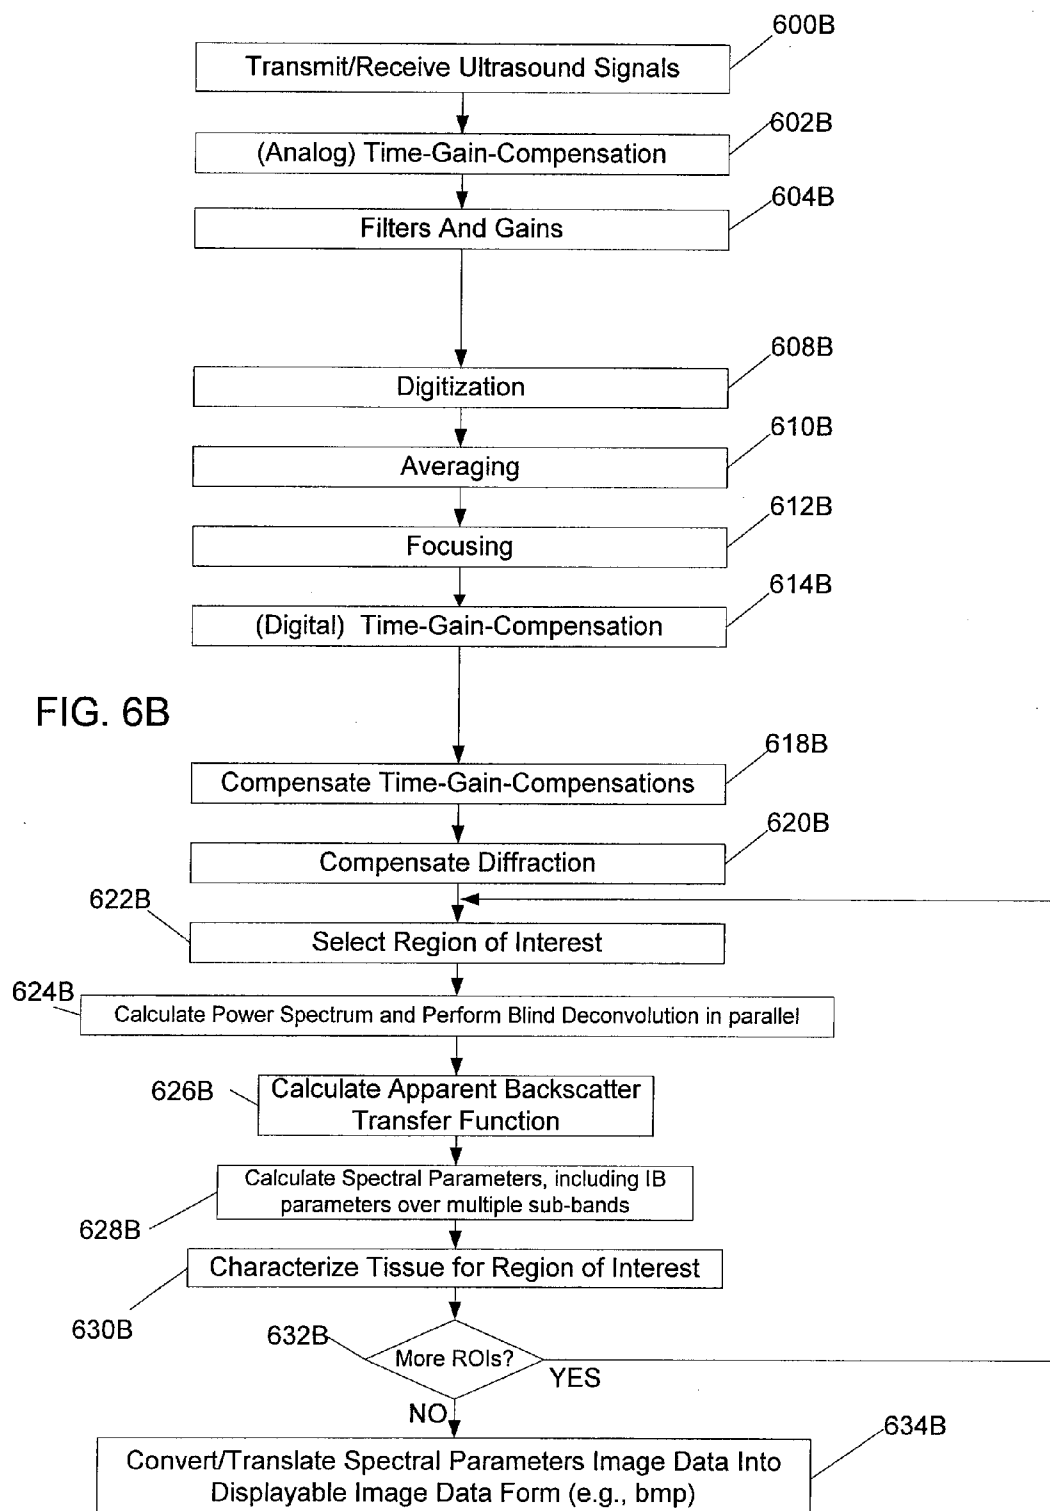 600B
Transmit/Receive Ultrasound Signals
602B
(Analog) Time-Gain-Compensation
604B
Filters And Gains
608B
Digitization
610B
Averaging
612B
Focusing
614B
(Digital) Time-Gain-Compensation
FIG. 6B
618B
Compensate Time-Gain-Compensations
620B
Compensate Diffraction
622B
Select Region of Interest
624B
Calculate Power Spectrum and Perform Blind Deconvolution in parallel
626B
Calculate Apparent Backscatter
Transfer Function
Calculate Spectral Parameters, including IB
parameters over multiple sub-bands
628B
Characterize Tissue for Region of Interest
630B
632B
More ROIs?
YES
NO
634B
Convert/Translate Spectral Parameters Image Data Into
Displayable Image Data Form (e.g., bmp)